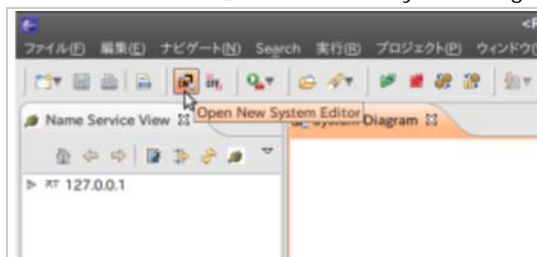 ファイル(F) 編集(E) ナビゲート(N) Search 実行(R) プロジェクト(P) ウィンドウ(
Name Service View
Open New System Editor
Diagram
127.0.0.1